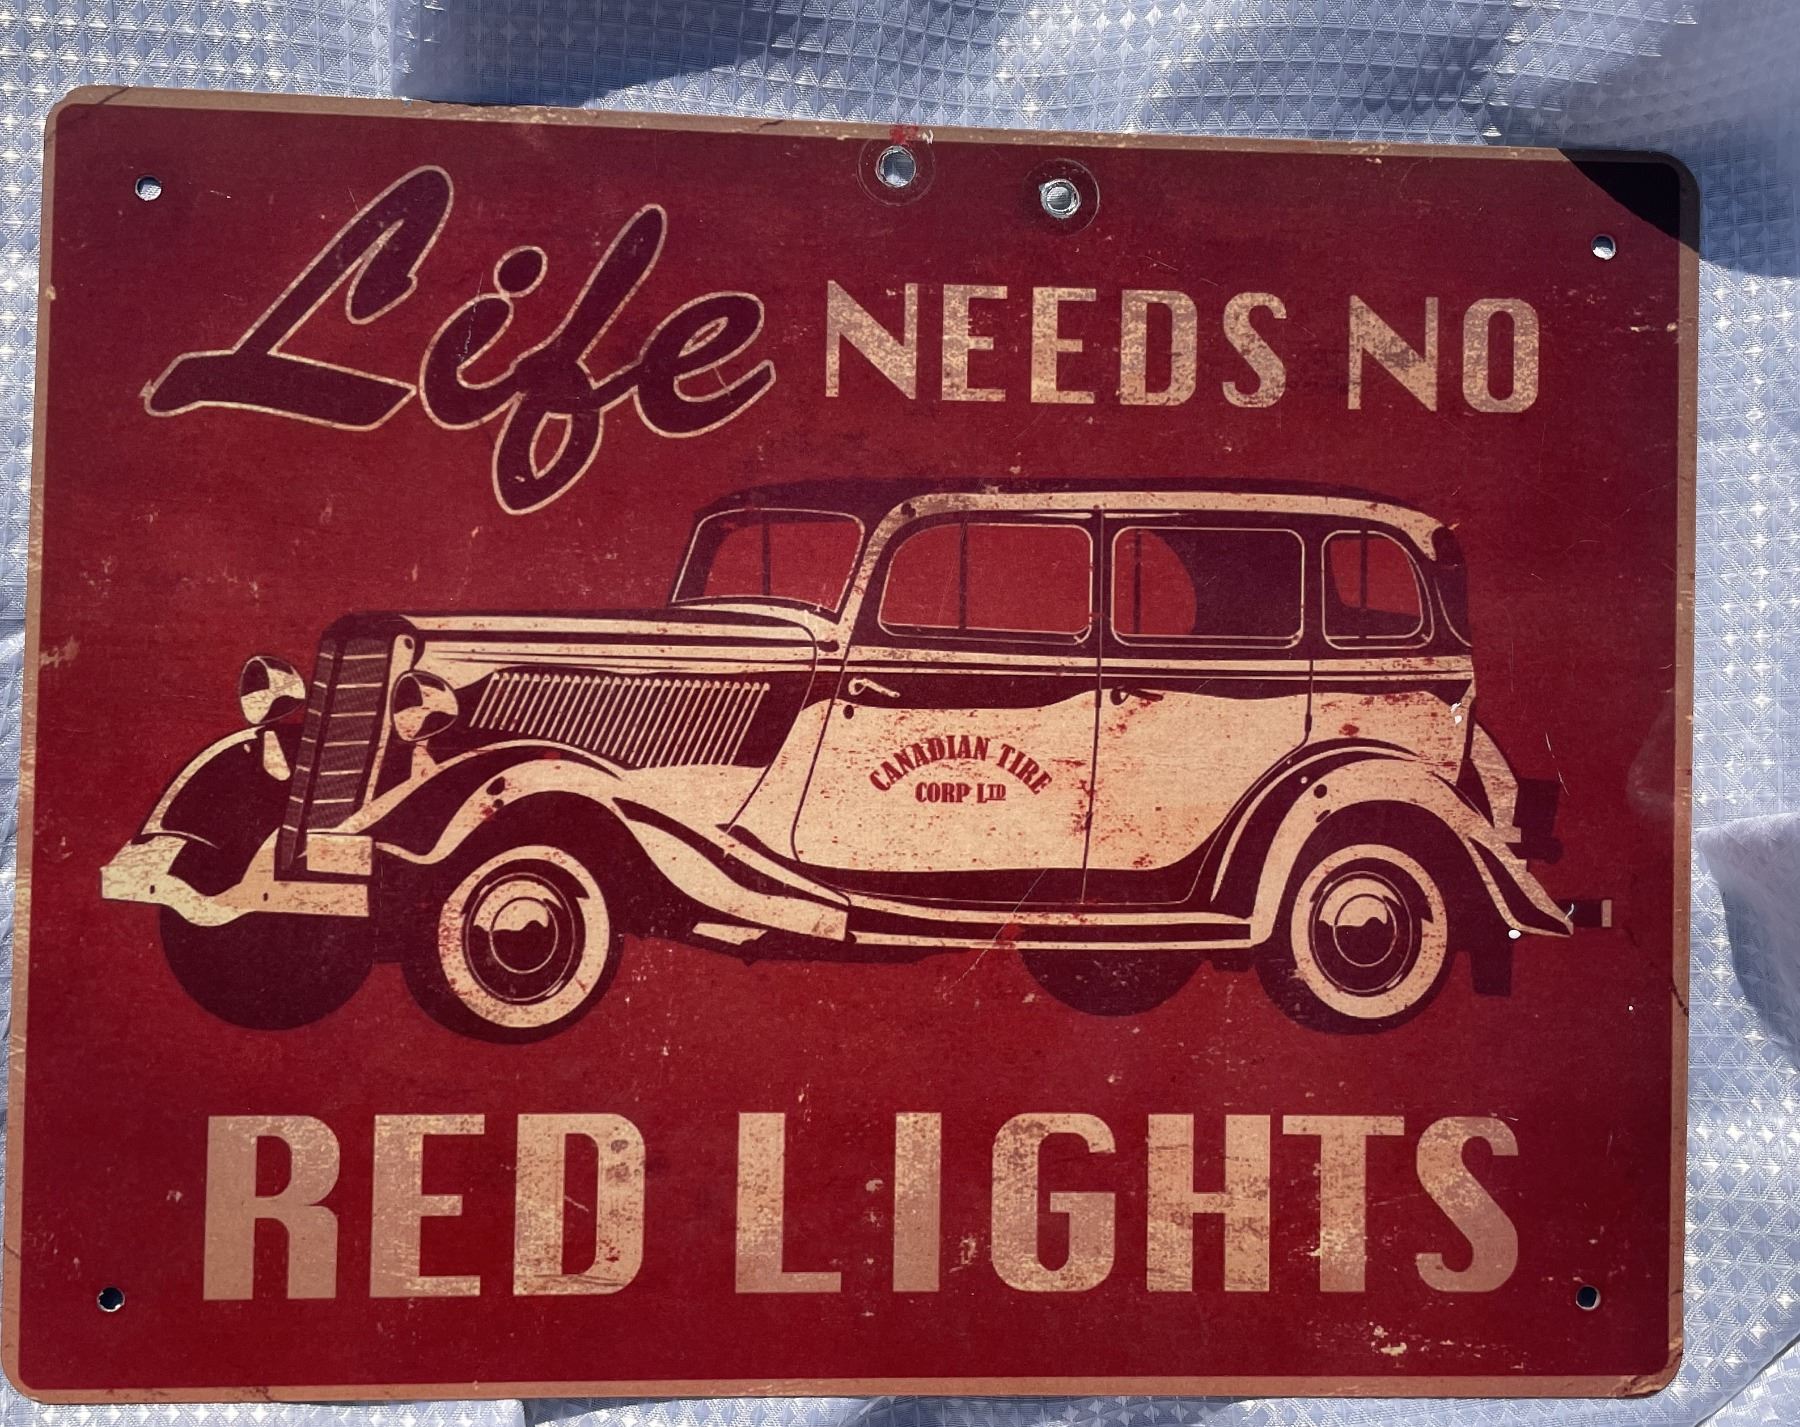 Life NEEDS NO
CANADIAN TIRE
CORP LTD
RED LIGHTS